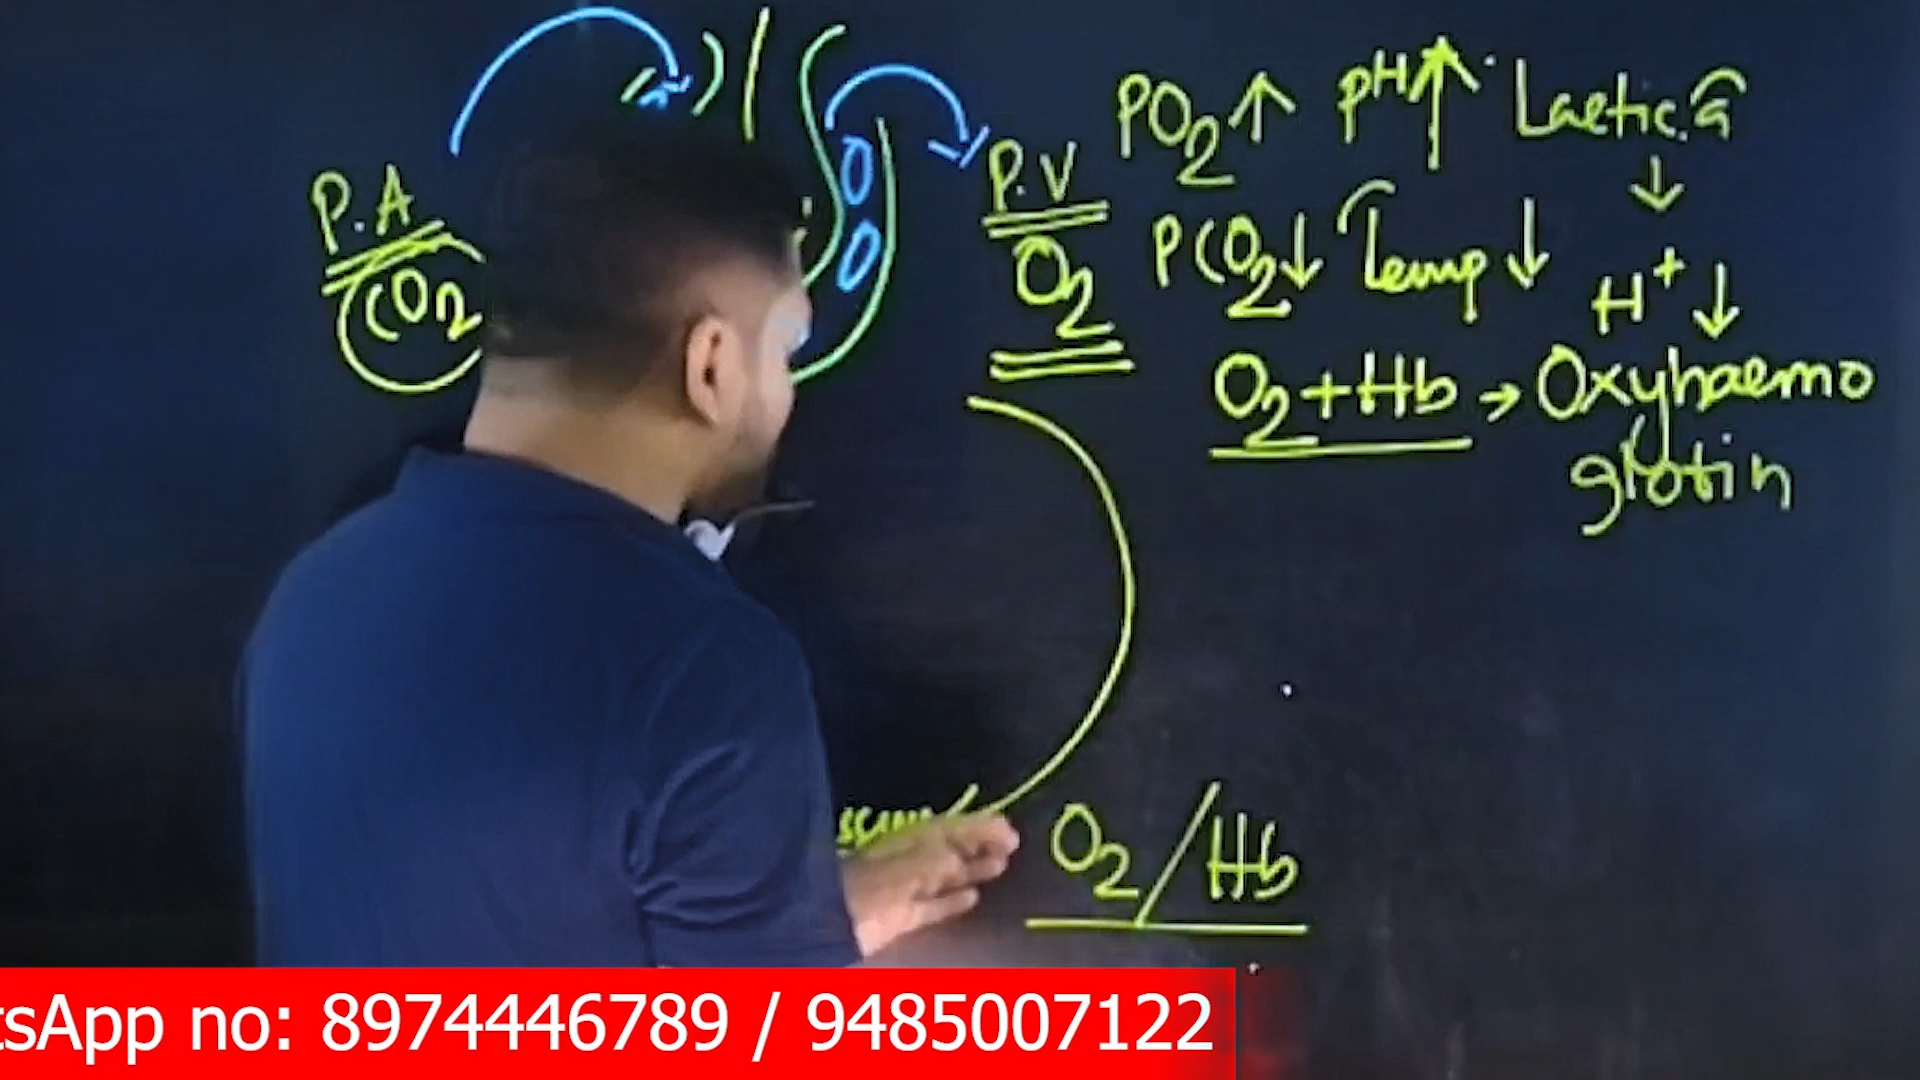 PO2↑ pH↑ Lactic.a
↓
P.A P.V PCO2↓ Temp↓ H+↓
CO2 O2
O2+Hb → Oxyhaemo
globin
O2/Hb
tsApp no: 8974446789 / 9485007122